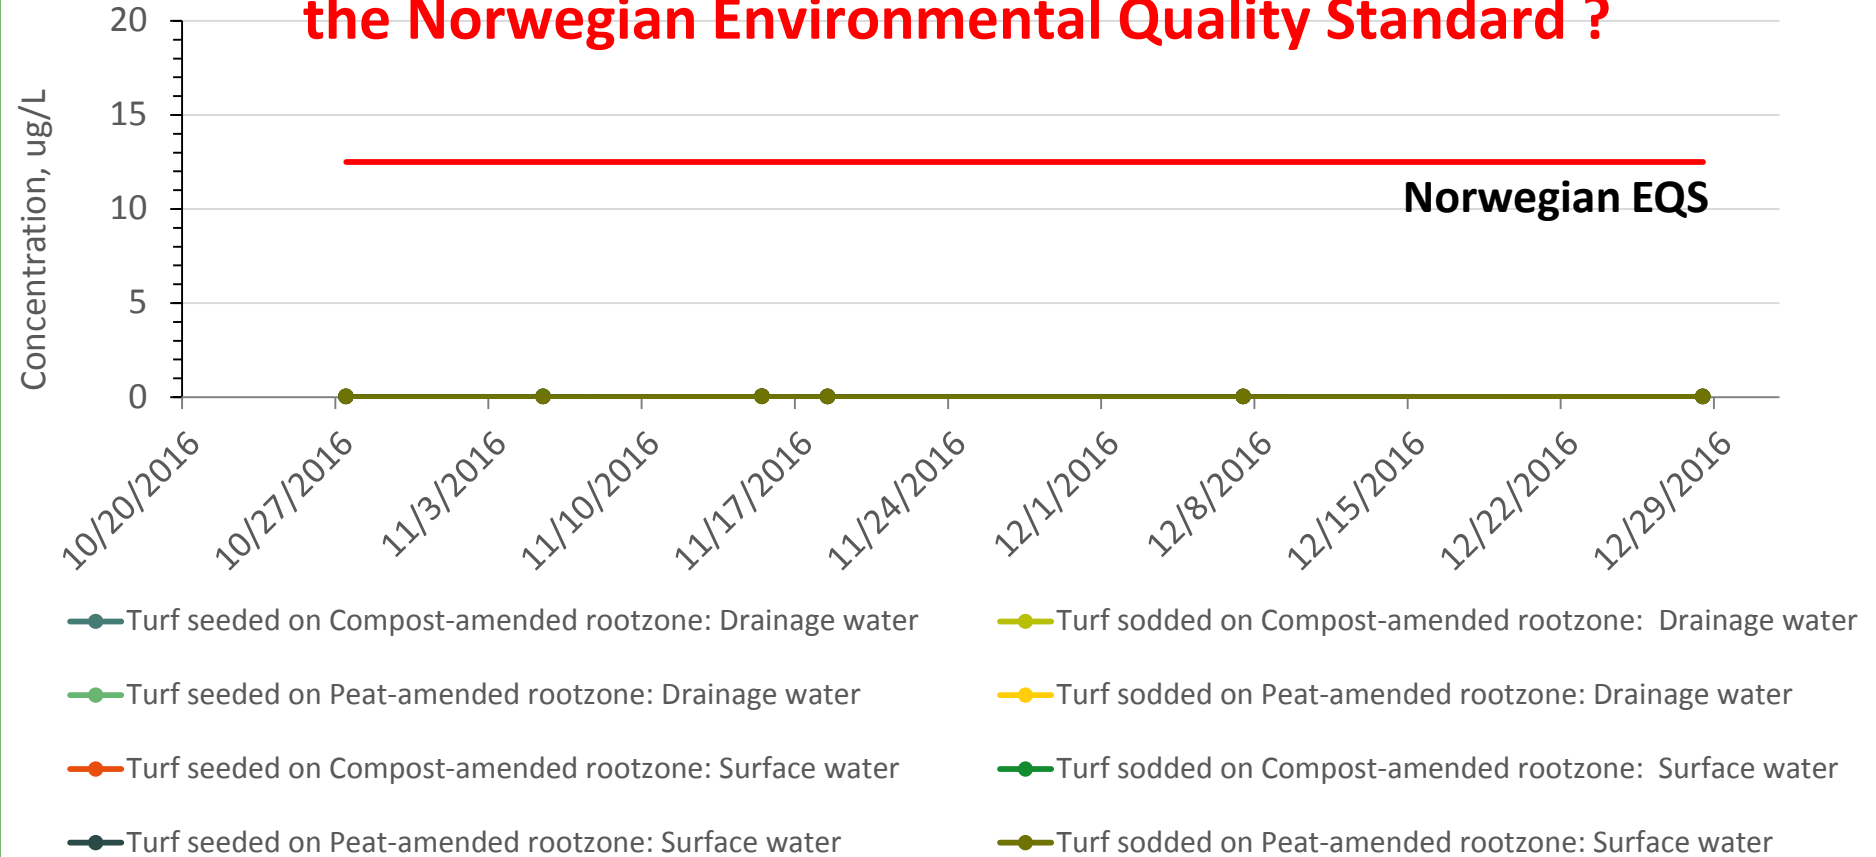 the Norwegian Environmental Quality Standard ?
20
15
10
5
0
Concentration, ug/L
Norwegian EQS
10/20/2016
10/27/2016
11/3/2016
11/10/2016
11/17/2016
11/24/2016
12/1/2016
12/8/2016
12/15/2016
12/22/2016
12/29/2016
Turf seeded on Compost-amended rootzone: Drainage water
Turf sodded on Compost-amended rootzone:  Drainage water
Turf seeded on Peat-amended rootzone: Drainage water
Turf sodded on Peat-amended rootzone: Drainage water
Turf seeded on Compost-amended rootzone: Surface water
Turf sodded on Compost-amended rootzone:  Surface water
Turf seeded on Peat-amended rootzone: Surface water
Turf sodded on Peat-amended rootzone: Surface water